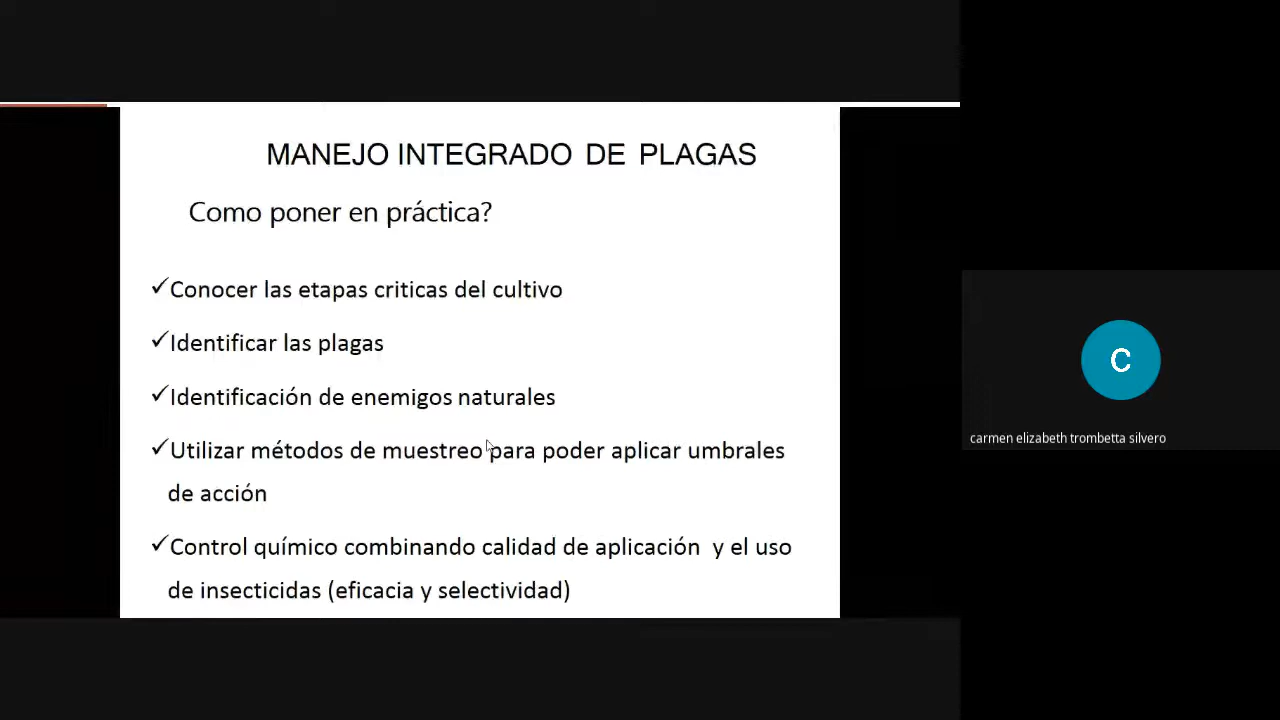 MANEJO INTEGRADO DE PLAGAS
Como poner en práctica?
✓Conocer las etapas criticas del cultivo
✓Identificar las plagas
✓Identificación de enemigos naturales
✓Utilizar métodos de muestreo para poder aplicar umbrales
de acción
✓Control químico combinando calidad de aplicación y el uso
de insecticidas (eficacia y selectividad)
C
carmen elizabeth trombetta silvero